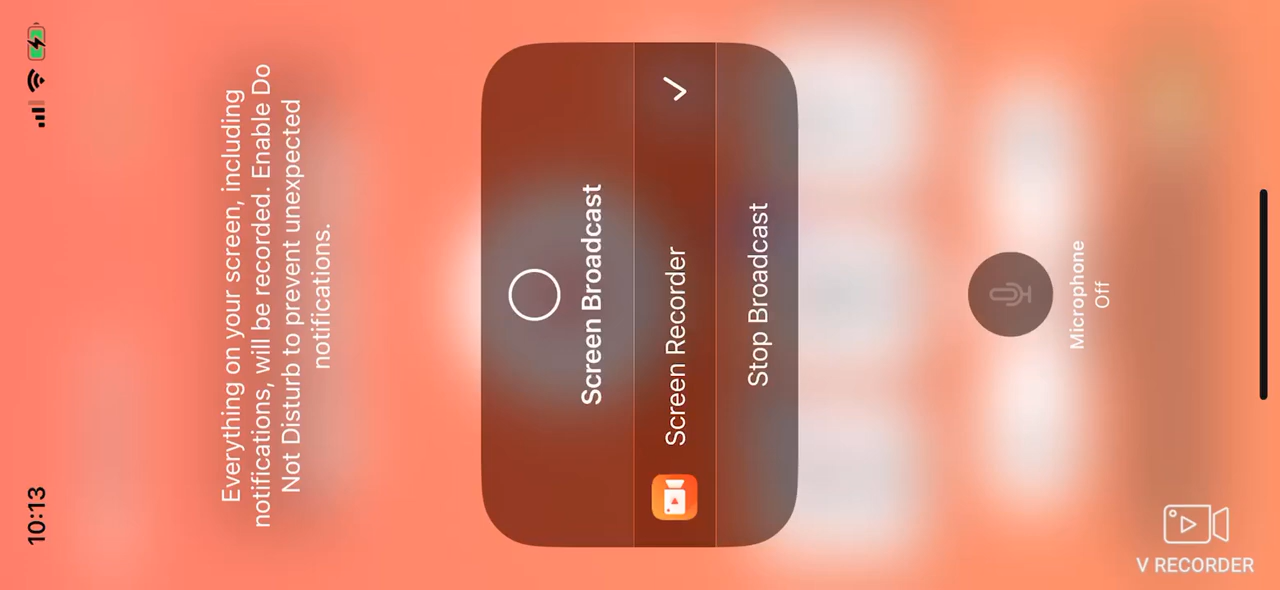 10:13
Everything on your screen, including
notifications, will be recorded. Enable Do
Not Disturb to prevent unexpected
notifications.
Screen Broadcast
Screen Recorder
Stop Broadcast
Microphone
Off
V RECORDER